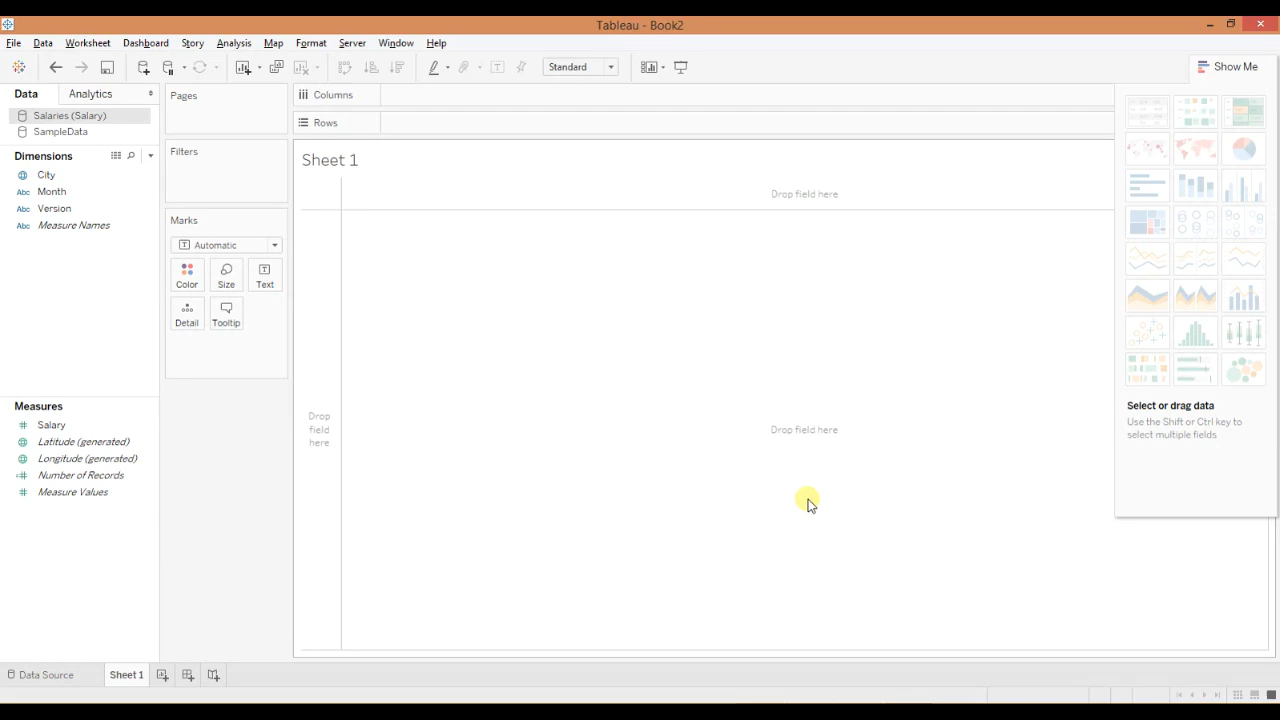 Tableau - Book2
File Data Worksheet Dashboard Story Analysis Map Format Server Window Help
Standard
Show Me
Data Analytics
Pages
Columns
Salaries (Salary)
SampleData
Rows
Dimensions
Filters
Sheet 1
City
Abc Month
Abc Version
Abc Measure Names
Drop field here
Marks
Automatic
Color Size Text
Detail Tooltip
Measures
Salary
Latitude (generated)
Longitude (generated)
Number of Records
Measure Values
Drop
field
here
Drop field here
Select or drag data
Use the Shift or Ctrl key to
select multiple fields
Data Source Sheet 1